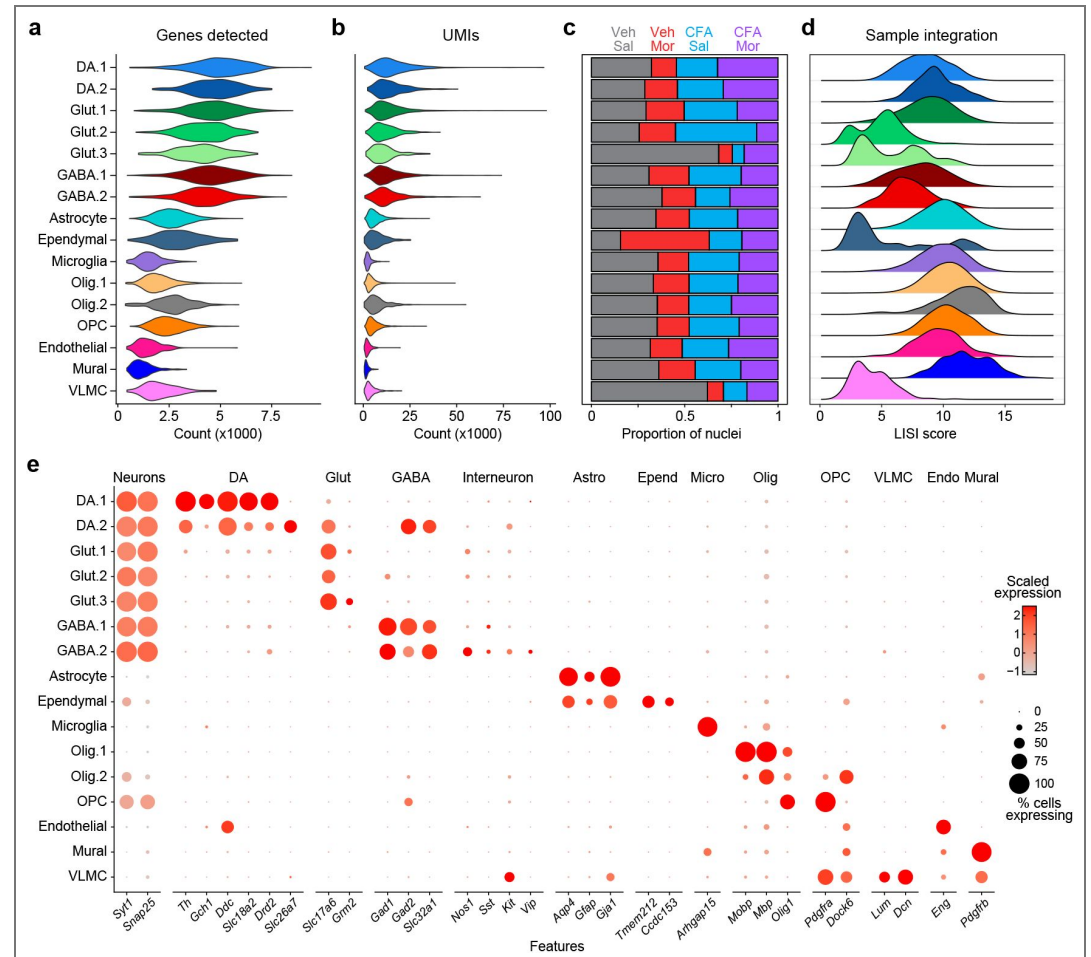 a Genes detected
b UMIs
c Veh Sal Veh Mor CFA Sal CFA Mor
d Sample integration
DA.1
DA.2
Glut.1
Glut.2
Glut.3
GABA.1
GABA.2
Astrocyte
Ependymal
Microglia
Olig.1
Olig.2
OPC
Endothelial
Mural
VLMC
0 2.5 5 7.5
Count (x1000)
0 25 50 75 100
Count (x1000)
0 0.5 1
Proportion of nuclei
0 5 10 15
LISI score
e
Neurons DA Glut GABA Interneuron Astro Epend Micro Olig OPC VLMC Endo Mural
DA.1
DA.2
Glut.1
Glut.2
Glut.3
GABA.1
GABA.2
Astrocyte
Ependymal
Microglia
Olig.1
Olig.2
OPC
Endothelial
Mural
VLMC
Scaled
expression
2
1
0
−1
0
25
50
75
100
% cells
expressing
Syt1 Snap25 Th Gch1 Ddc Slc18a2 Drd2 Slc26a7 Slc17a6 Grm2 Gad1 Gad2 Slc32a1 Nos1 Sst Kit Vip Aqp4 Gfap Gja1 Tmem212 Ccdc153 Arhgap15 Mobp Mbp Olig1 Pdgfra Dock6 Lum Dcn Eng Pdgfrb
Features